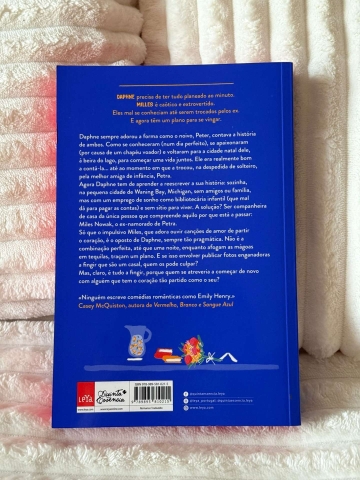 DAPHNE precisa de ter tudo planeado ao minuto.
MILLES é caótico e extrovertido.
Eles mal se conheciam até serem trocados pelos ex.
E agora têm um plano para se vingar.
Daphne sempre adorou a forma como o noivo, Peter, contava a história
de ambos. Como se conheceram (num dia perfeito), se apaixonaram
(por causa de um chapéu voador) e voltaram para a cidade natal dele,
à beira do lago, para começar uma vida juntos. Ele era realmente bom
a contá-la... até ao momento em que a trocou, na despedida de solteiro,
pela melhor amiga de infância, Petra.
Agora Daphne tem de aprender a reescrever a sua história: sozinha,
na pequena cidade de Waning Bay, Michigan, sem amigos ou família,
mas com um emprego de sonho como bibliotecária infantil (que mal
dá para pagar as contas) e sem sítio para viver. A solução? Ser companheira
de casa da única pessoa que compreende aquilo por que está a passar:
Miles Nowak, o ex-namorado de Petra.
Só que o impulsivo Miles, que adora ouvir canções de amor de partir
o coração, é o oposto de Daphne, sempre tão pragmática. Não é a
combinação perfeita, até que uma noite, enquanto afogam as mágoas
em tequilas, traçam um plano. E se isso envolver publicar fotos enganadoras
a fingir que são um casal, quem os pode culpar?
Mas, claro, é tudo a fingir, porque quem se atreveria a começar de novo
com alguém que tem o coração tão partido como o seu?
«Ninguém escreve comédias românticas como Emily Henry.»
Casey McQuiston, autora de Vermelho, Branco e Sangue Azul
LEYA
Quinta
Essência